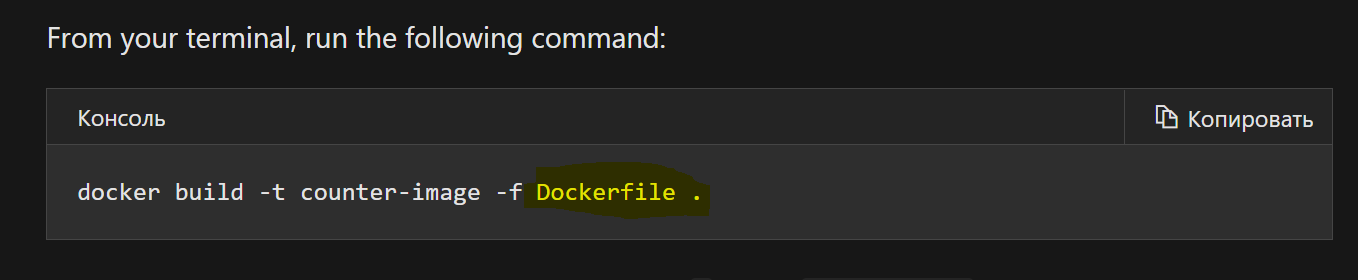 From your terminal, run the following command:
Консоль
Копировать
docker build -t counter-image -f Dockerfile .